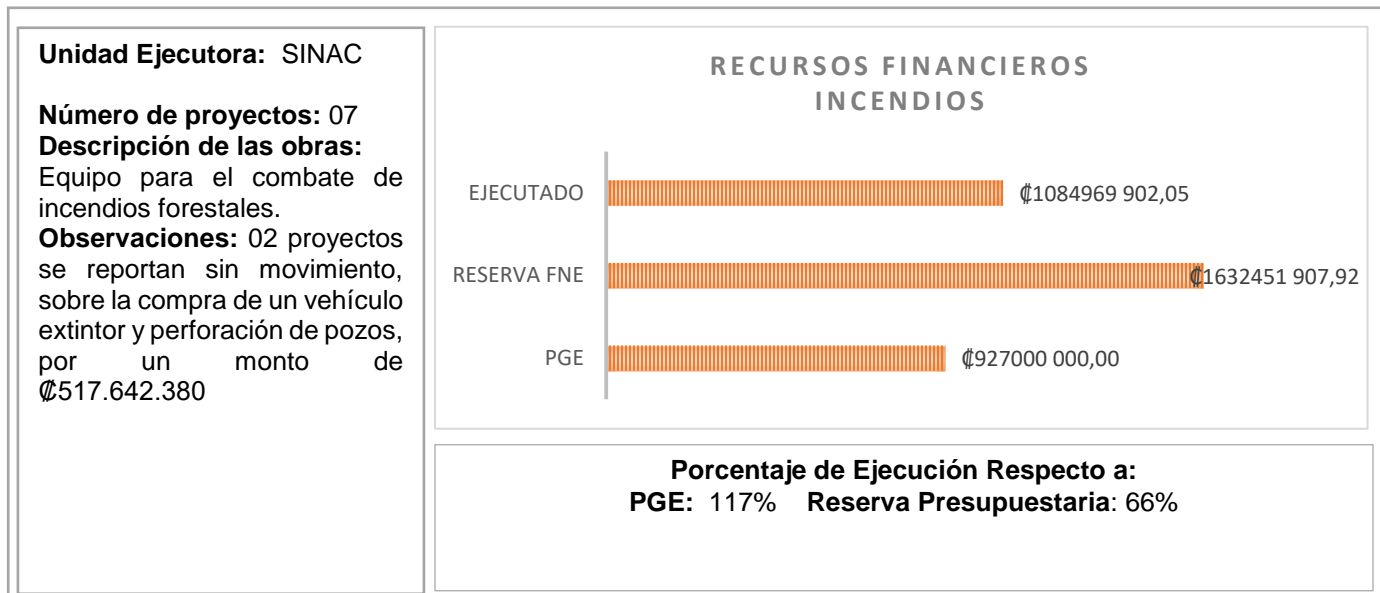 Unidad Ejecutora: SINAC
Número de proyectos: 07
Descripción de las obras:
Equipo para el combate de
incendios forestales.
Observaciones: 02 proyectos
se reportan sin movimiento,
sobre la compra de un vehículo
extintor y perforación de pozos,
por un monto de
₡517.642.380
RECURSOS FINANCIEROS
INCENDIOS
EJECUTADO
₡1084969 902,05
RESERVA FNE
₡1632451 907,92
PGE
₡927000 000,00
Porcentaje de Ejecución Respecto a:
PGE: 117% Reserva Presupuestaria: 66%